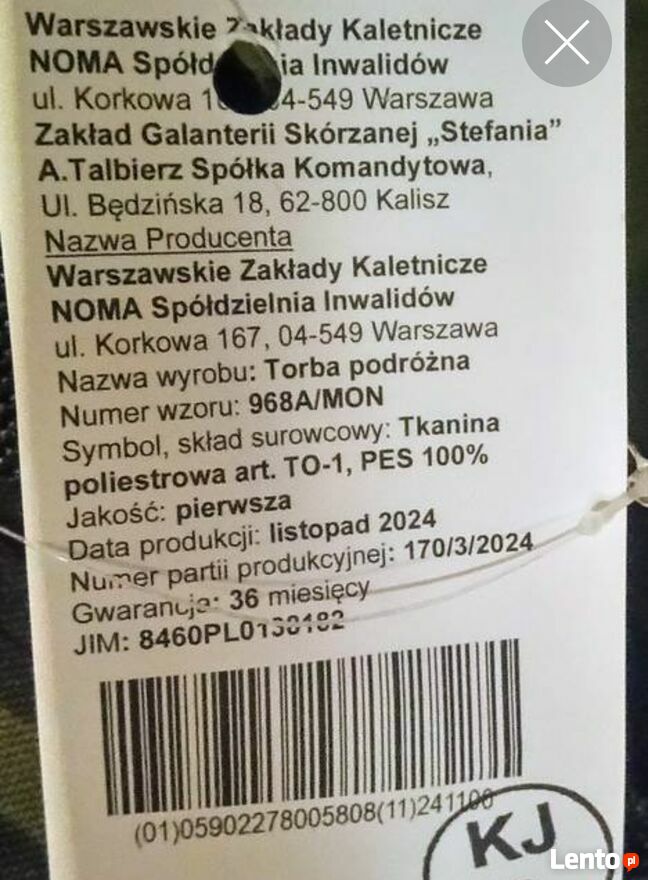 Warszawskie Zakłady Kaletnicze
NOMA Spółdzielnia Inwalidów
ul. Korkowa 167, 04-549 Warszawa
Zakład Galanterii Skórzanej „Stefania”
A.Talbierz Spółka Komandytowa,
Ul. Będzińska 18, 62-800 Kalisz
Nazwa Producenta
Warszawskie Zakłady Kaletnicze
NOMA Spółdzielnia Inwalidów
ul. Korkowa 167, 04-549 Warszawa
Nazwa wyrobu: Torba podróżna
Numer wzoru: 968A/MON
Symbol, skład surowcowy: Tkanina
poliestrowa art. TO-1, PES 100%
Jakość: pierwsza
Data produkcji: listopad 2024
Numer partii produkcyjnej: 170/3/2024
Gwarancja: 36 miesięcy
JIM:
(01)05902278005808(11)241100
KJ
Lento.pl